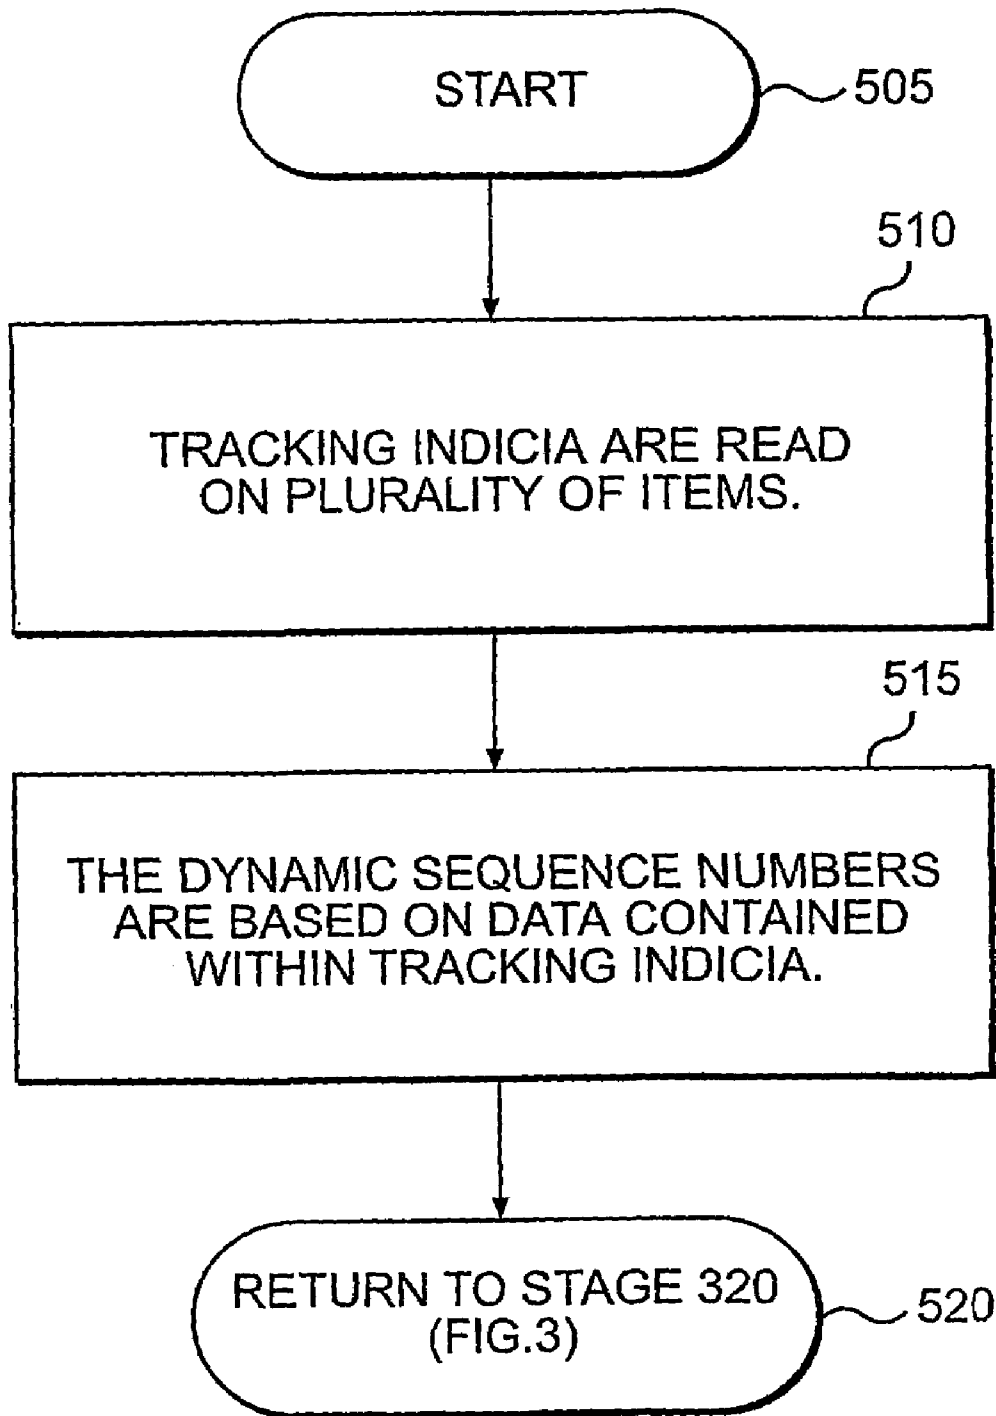 START
505
510
TRACKING INDICIA ARE READ
ON PLURALITY OF ITEMS.
515
THE DYNAMIC SEQUENCE NUMBERS
ARE BASED ON DATA CONTAINED
WITHIN TRACKING INDICIA.
RETURN TO STAGE 320
(FIG.3)
520